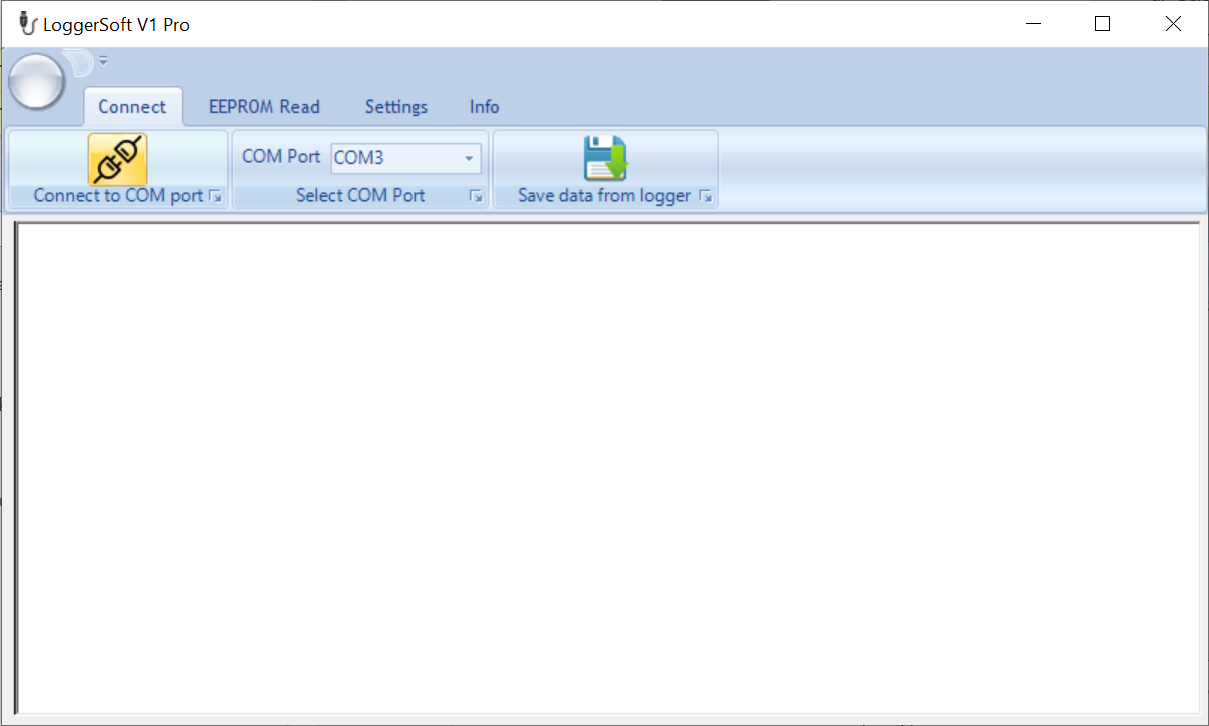 LoggerSoft V1 Pro
Connect
EEPROM Read
Settings
Info
COM Port
COM3
Connect to COM port
Select COM Port
Save data from logger